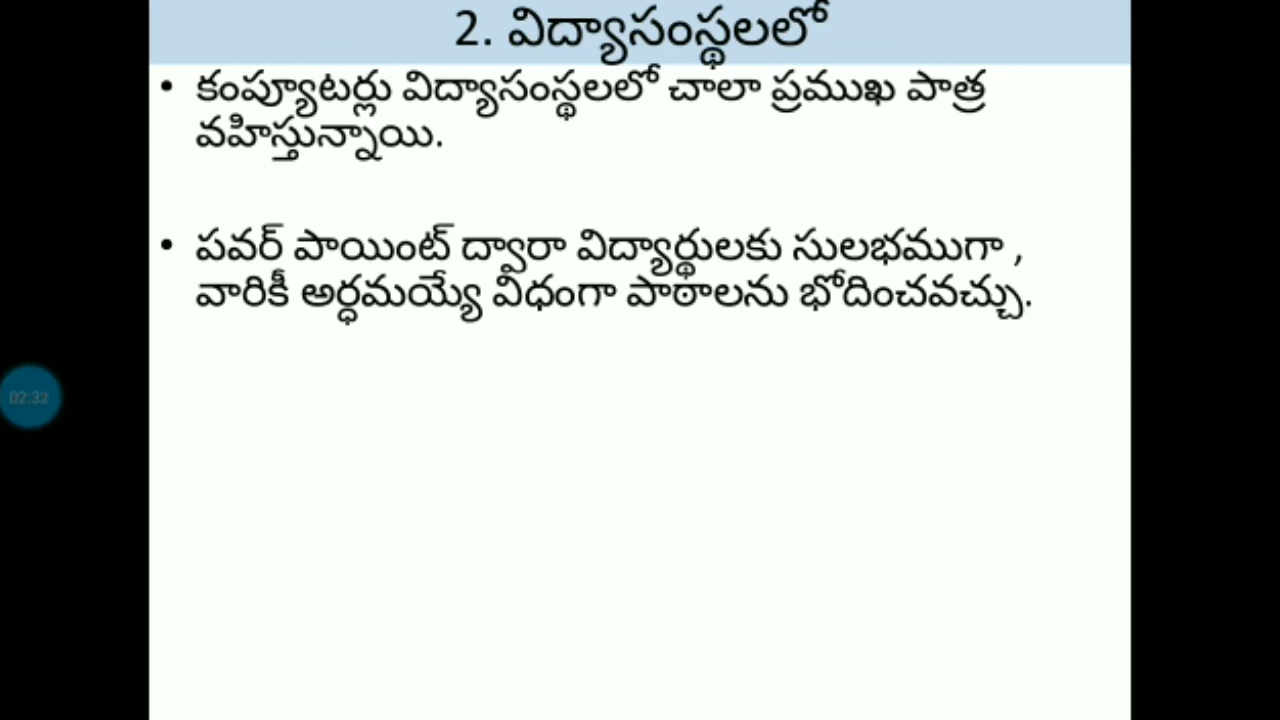 2. విద్యాసంస్థలలో
• కంప్యూటర్లు విద్యాసంస్థలలో చాలా ప్రముఖ పాత్ర
వహిస్తున్నాయి.
• పవర్ పాయింట్ ద్వారా విద్యార్థులకు సులభముగా ,
వారికీ అర్ధమయ్యే విధంగా పాఠాలను భోదించవచ్చు.
02:32